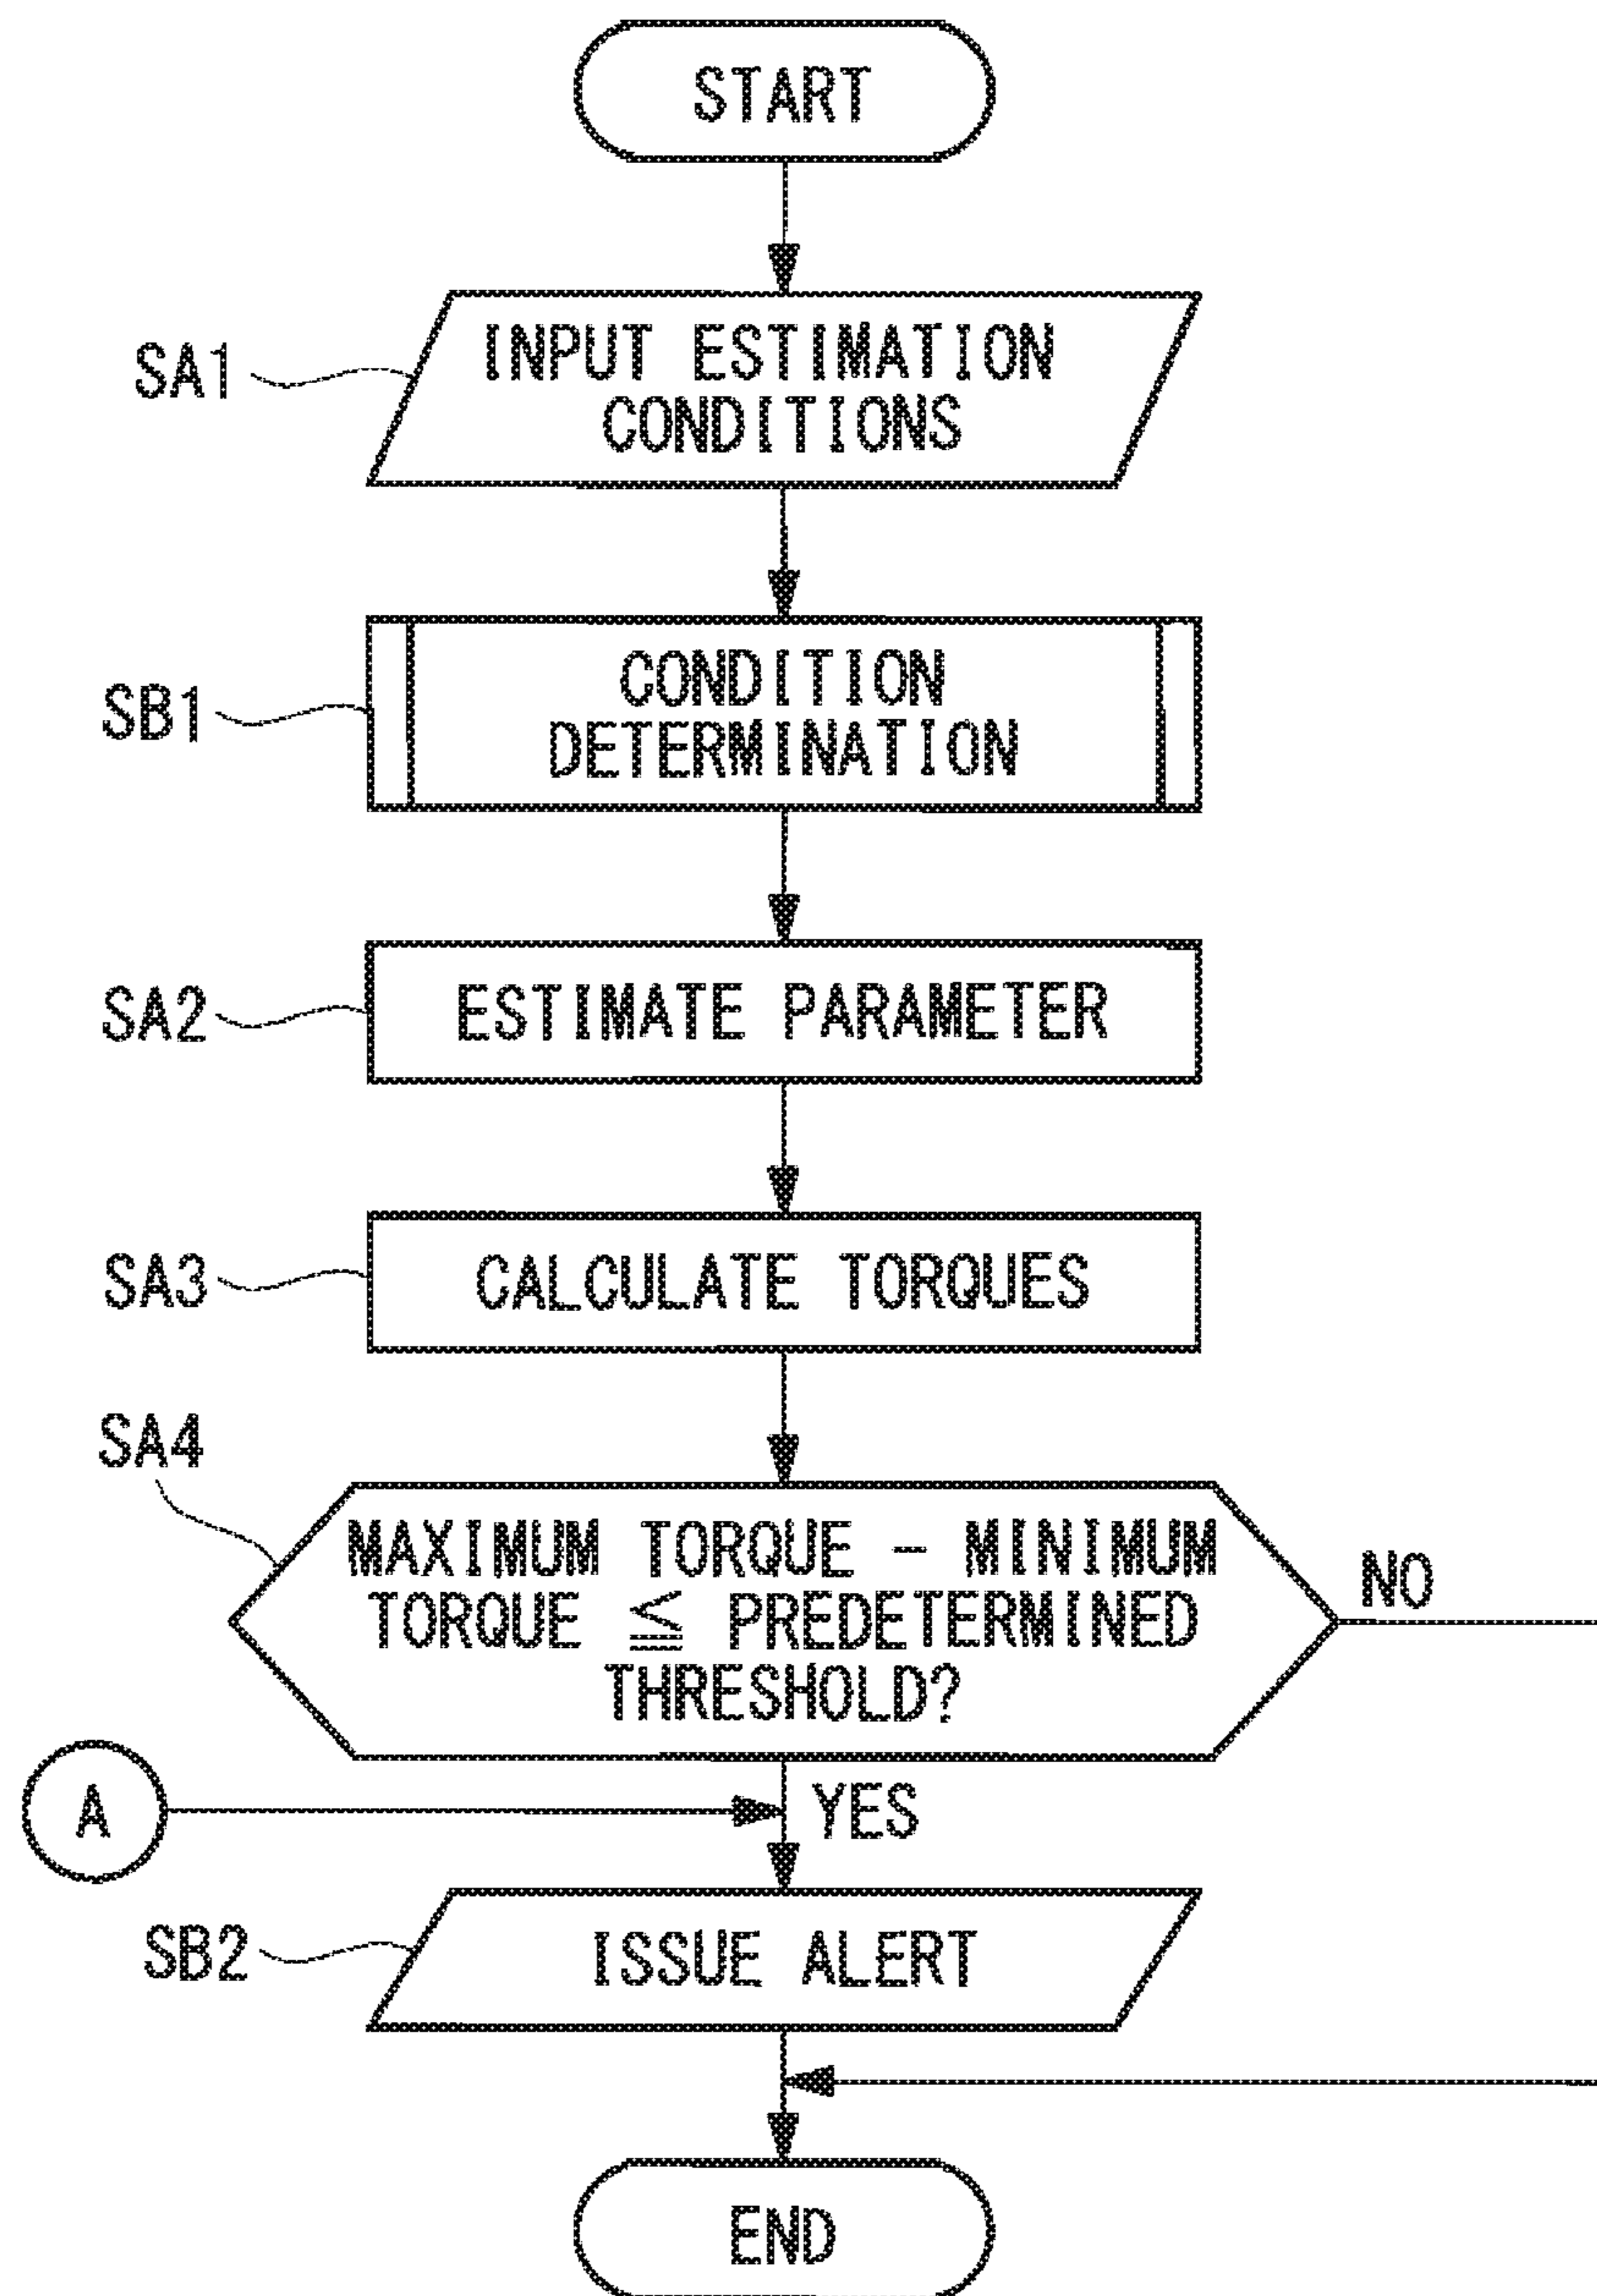 START
SA1
INPUT ESTIMATION
CONDITIONS
SB1
CONDITION
DETERMINATION
SA2
ESTIMATE PARAMETER
SA3
CALCULATE TORQUES
SA4
MAXIMUM TORQUE - MINIMUM
TORQUE ≦ PREDETERMINED
THRESHOLD?
NO
A
YES
SB2
ISSUE ALERT
END